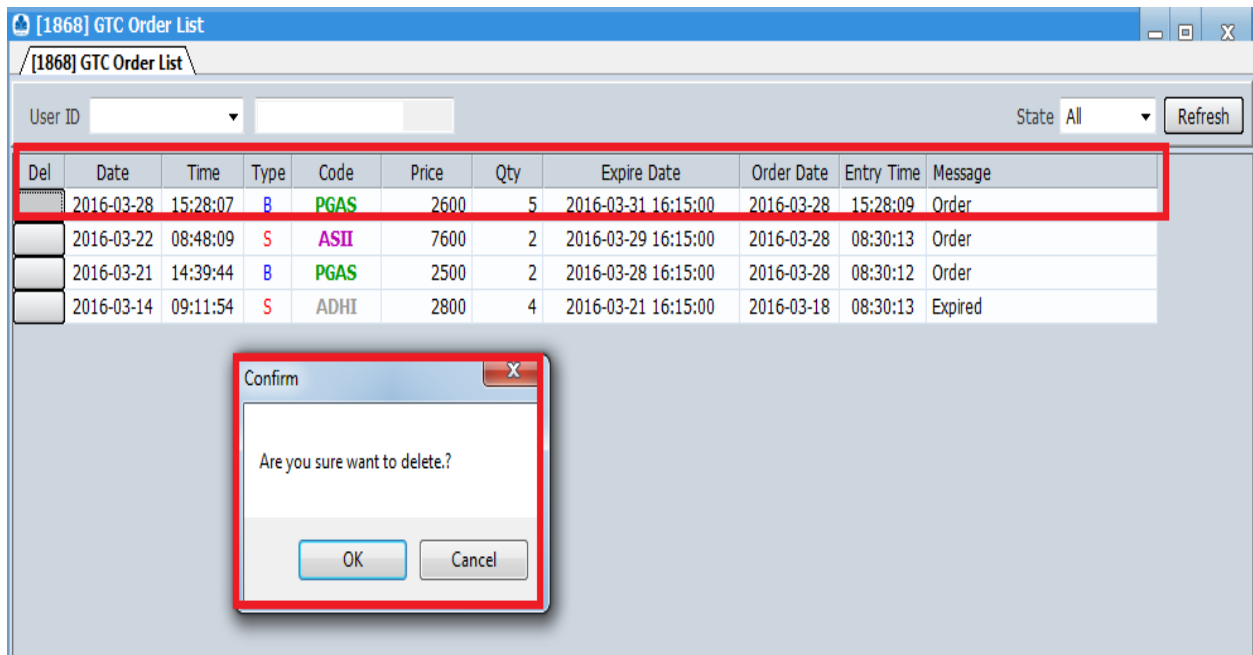 [1868] GTC Order List
[1868] GTC Order List
User ID State All Refresh
Del Date Time Type Code Price Qty Expire Date Order Date Entry Time Message
2016-03-28 15:28:07 B PGAS 2600 5 2016-03-31 16:15:00 2016-03-28 15:28:09 Order
2016-03-22 08:48:09 S ASII 7600 2 2016-03-29 16:15:00 2016-03-28 08:30:13 Order
2016-03-21 14:39:44 B PGAS 2500 2 2016-03-28 16:15:00 2016-03-28 08:30:12 Order
2016-03-14 09:11:54 S ADHI 2800 4 2016-03-21 16:15:00 2016-03-18 08:30:13 Expired
Confirm
Are you sure want to delete.?
OK Cancel